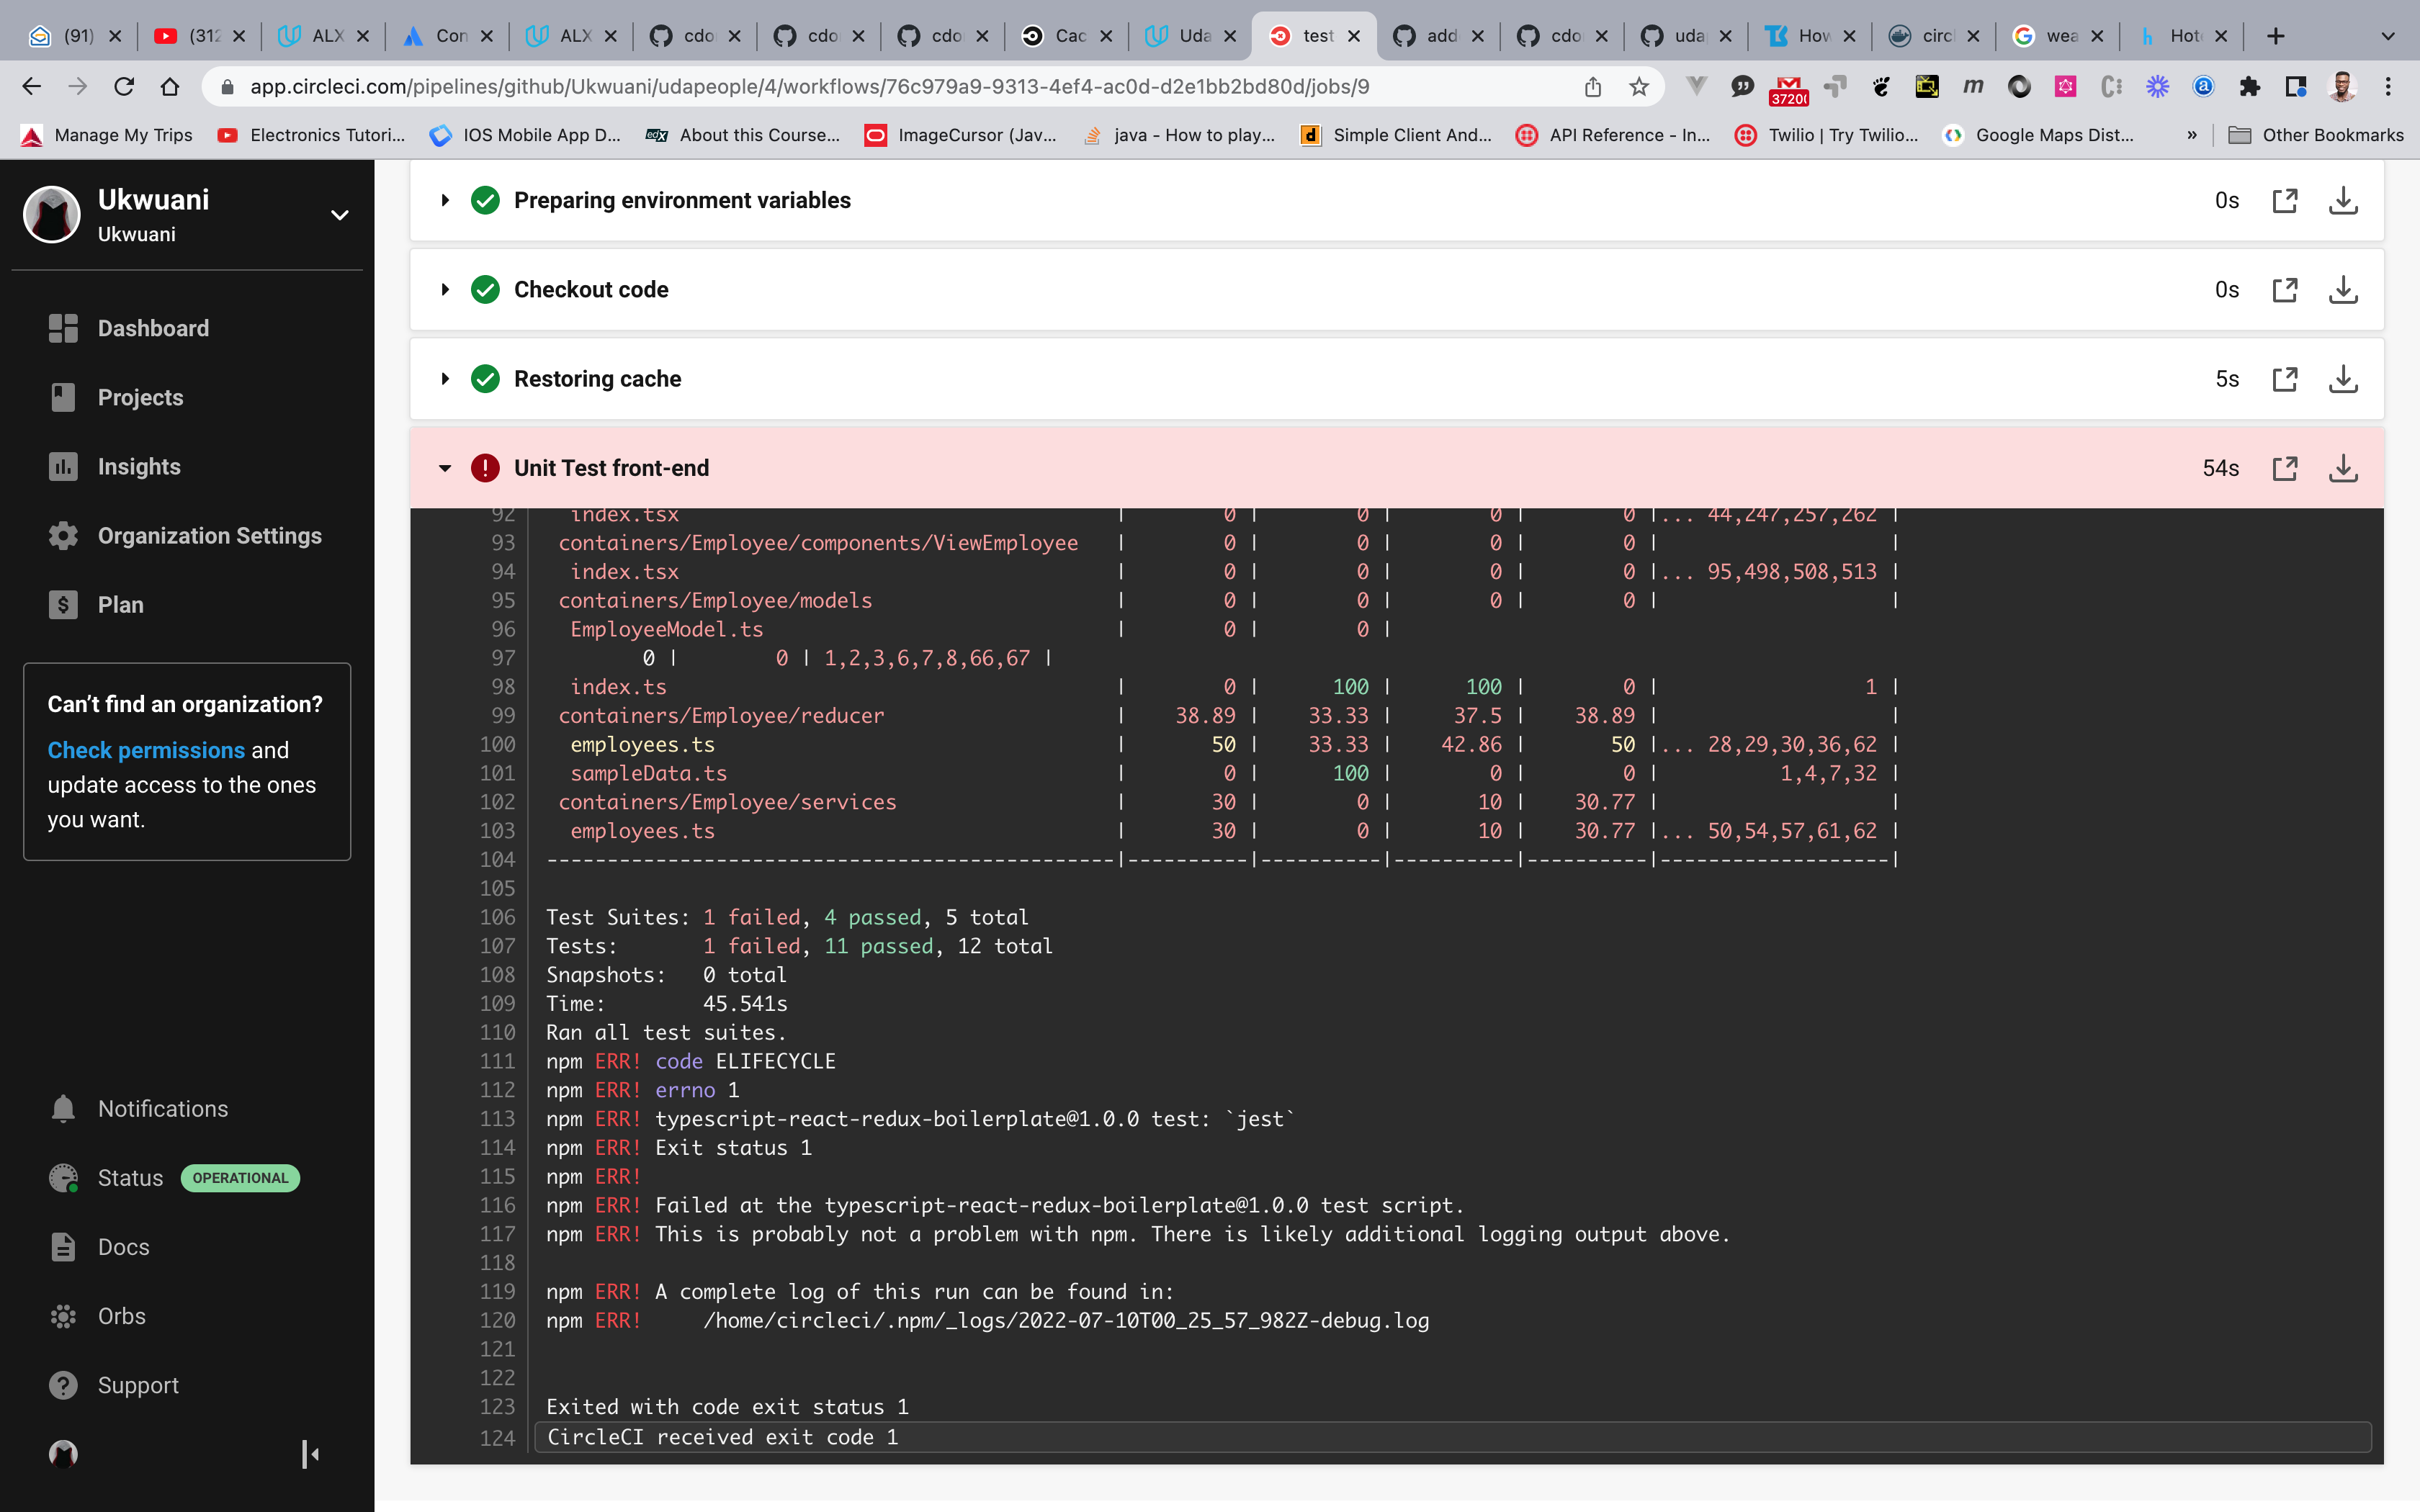 (91)
(312
ALX
Con
ALX
cdo
cdo
cdo
Cac
Uda
test
add
cdo
uda
How
circ
wea
Hot
app.circleci.com/pipelines/github/Ukwuani/udapeople/4/workflows/76c979a9-9313-4ef4-ac0d-d2e1bb2bd80d/jobs/9
Manage My Trips
Electronics Tutori...
IOS Mobile App D...
About this Course...
ImageCursor (Jav...
java - How to play...
Simple Client And...
API Reference - In...
Twilio | Try Twilio...
Google Maps Dist...
»
Other Bookmarks
Ukwuani
Ukwuani
Dashboard
Projects
Insights
Organization Settings
Plan
Can't find an organization?
Check permissions and
update access to the ones
you want.
Notifications
Status OPERATIONAL
Docs
Orbs
Support
Preparing environment variables 0s
Checkout code 0s
Restoring cache 5s
Unit Test front-end 54s
92 index.tsx | 0 | 0 | 0 | 0 |... 44,247,257,262 |
93 containers/Employee/components/ViewEmployee | 0 | 0 | 0 | 0 | |
94 index.tsx | 0 | 0 | 0 | 0 |... 95,498,508,513 |
95 containers/Employee/models | 0 | 0 | 0 | 0 | |
96 EmployeeModel.ts | 0 | 0 |
97 0 | 0 | 1,2,3,6,7,8,66,67 |
98 index.ts | 0 | 100 | 100 | 0 | 1 |
99 containers/Employee/reducer | 38.89 | 33.33 | 37.5 | 38.89 | |
100 employees.ts | 50 | 33.33 | 42.86 | 50 |... 28,29,30,36,62 |
101 sampleData.ts | 0 | 100 | 0 | 0 | 1,4,7,32 |
102 containers/Employee/services | 30 | 0 | 10 | 30.77 | |
103 employees.ts | 30 | 0 | 10 | 30.77 |... 50,54,57,61,62 |
104 -----------------------------------------------|----------|----------|----------|----------|-------------------|
105
106 Test Suites: 1 failed, 4 passed, 5 total
107 Tests: 1 failed, 11 passed, 12 total
108 Snapshots: 0 total
109 Time: 45.541s
110 Ran all test suites.
111 npm ERR! code ELIFECYCLE
112 npm ERR! errno 1
113 npm ERR! typescript-react-redux-boilerplate@1.0.0 test: `jest`
114 npm ERR! Exit status 1
115 npm ERR!
116 npm ERR! Failed at the typescript-react-redux-boilerplate@1.0.0 test script.
117 npm ERR! This is probably not a problem with npm. There is likely additional logging output above.
118
119 npm ERR! A complete log of this run can be found in:
120 npm ERR! /home/circleci/.npm/_logs/2022-07-10T00_25_57_982Z-debug.log
121
122
123 Exited with code exit status 1
124 CircleCI received exit code 1